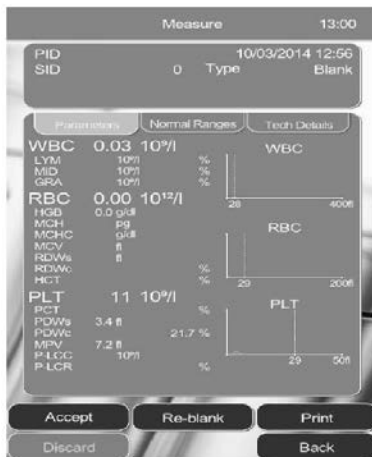 Measure 13:00
PID 10/03/2014 12:56
SID 0 Type Blank
Parameters Normal Ranges Tech Details
WBC 0.03 10⁹/l WBC
LYM 10⁹/l %
MID 10⁹/l %
GRA 10⁹/l %
28 400fl
RBC 0.00 10¹²/l
HGB 0.0 g/dl RBC
MCH pg
MCHC g/dl
MCV fl
RDWs fl
RDWc %
HCT %
29 200fl
PLT 11 10⁹/l PLT
PCT %
PDWs 3.4 fl
PDWc 21.7 %
MPV 7.2 fl
P-LCC 10⁹/l
P-LCR %
29 50fl
Accept Re-blank Print
Discard Back